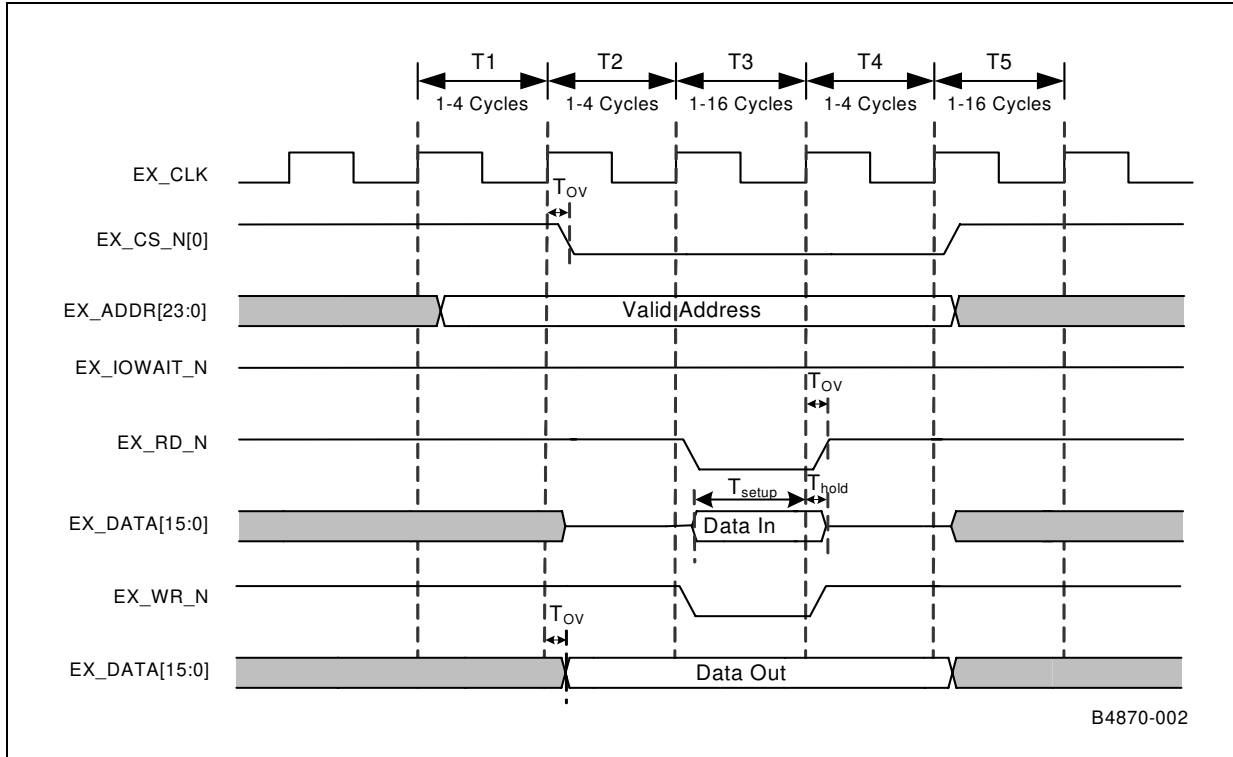 T1 T2 T3 T4 T5
1-4 Cycles 1-4 Cycles 1-16 Cycles 1-4 Cycles 1-16 Cycles
EX_CLK
TOV
EX_CS_N[0]
EX_ADDR[23:0] Valid Address
EX_IOWAIT_N
TOV
EX_RD_N
Tsetup Thold
EX_DATA[15:0] Data In
EX_WR_N
TOV
EX_DATA[15:0] Data Out
B4870-002